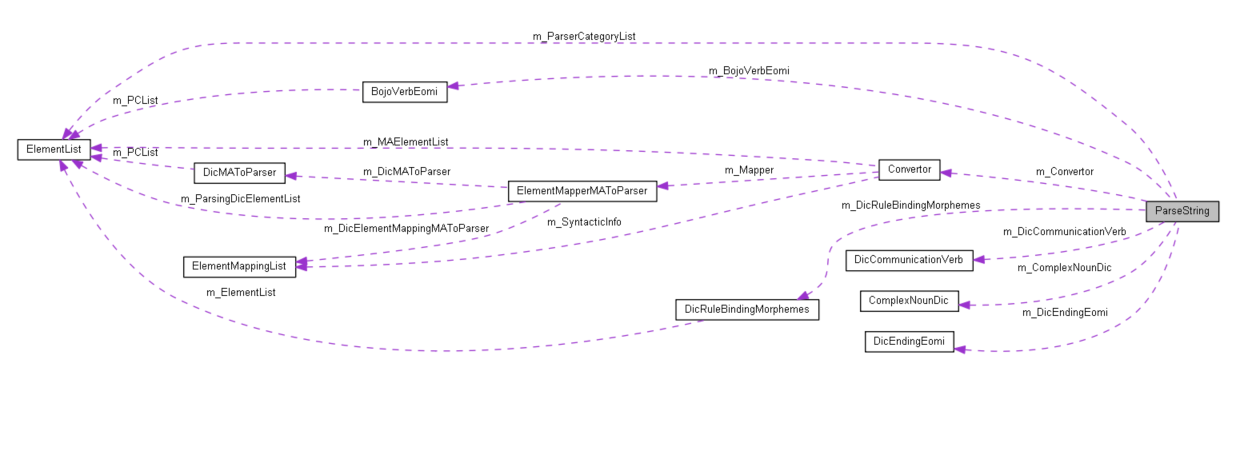 m_ParserCategoryList
m_BojoVerbEomi
BojoVerbEomi
m_PCList
m_MAElementList
ElementList
m_PCList
Convertor
DicMAToParser
m_DicMAToParser
m_Mapper
m_Convertor
ElementMapperMAToParser
m_ParsingDicElementList
m_DicRuleBindingMorphemes
ParseString
m_SyntacticInfo
m_DicElementMappingMAToParser
m_DicCommunicationVerb
DicCommunicationVerb
ElementMappingList
m_ComplexNounDic
m_ElementList
ComplexNounDic
DicRuleBindingMorphemes
m_DicEndingEomi
DicEndingEomi